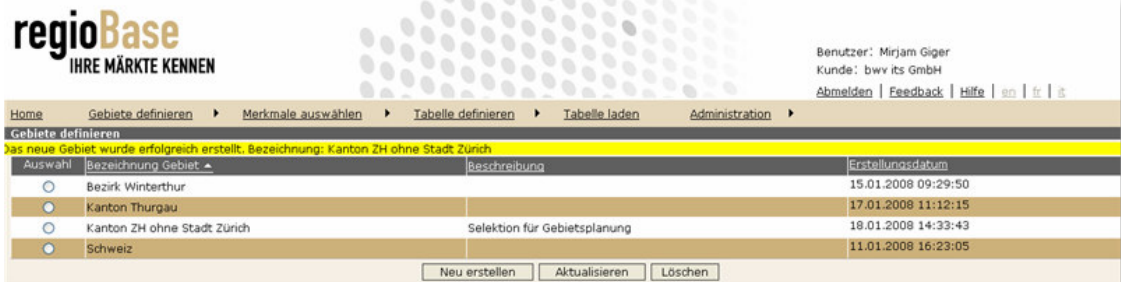 regioBase
IHRE MÄRKTE KENNEN
Benutzer: Mirjam Giger
Kunde: bwv its GmbH
Abmelden | Feedback | Hilfe | en | fr | it
Home Gebiete definieren Merkmale auswählen Tabelle definieren Tabelle laden Administration
Gebiete definieren
Das neue Gebiet wurde erfolgreich erstellt. Bezeichnung: Kanton ZH ohne Stadt Zürich
Auswahl Bezeichnung Gebiet Beschreibung Erstellungsdatum
Bezirk Winterthur 15.01.2008 09:29:50
Kanton Thurgau 17.01.2008 11:12:15
Kanton ZH ohne Stadt Zürich Selektion für Gebietsplanung 18.01.2008 14:33:43
Schweiz 11.01.2008 16:23:05
Neu erstellen Aktualisieren Löschen